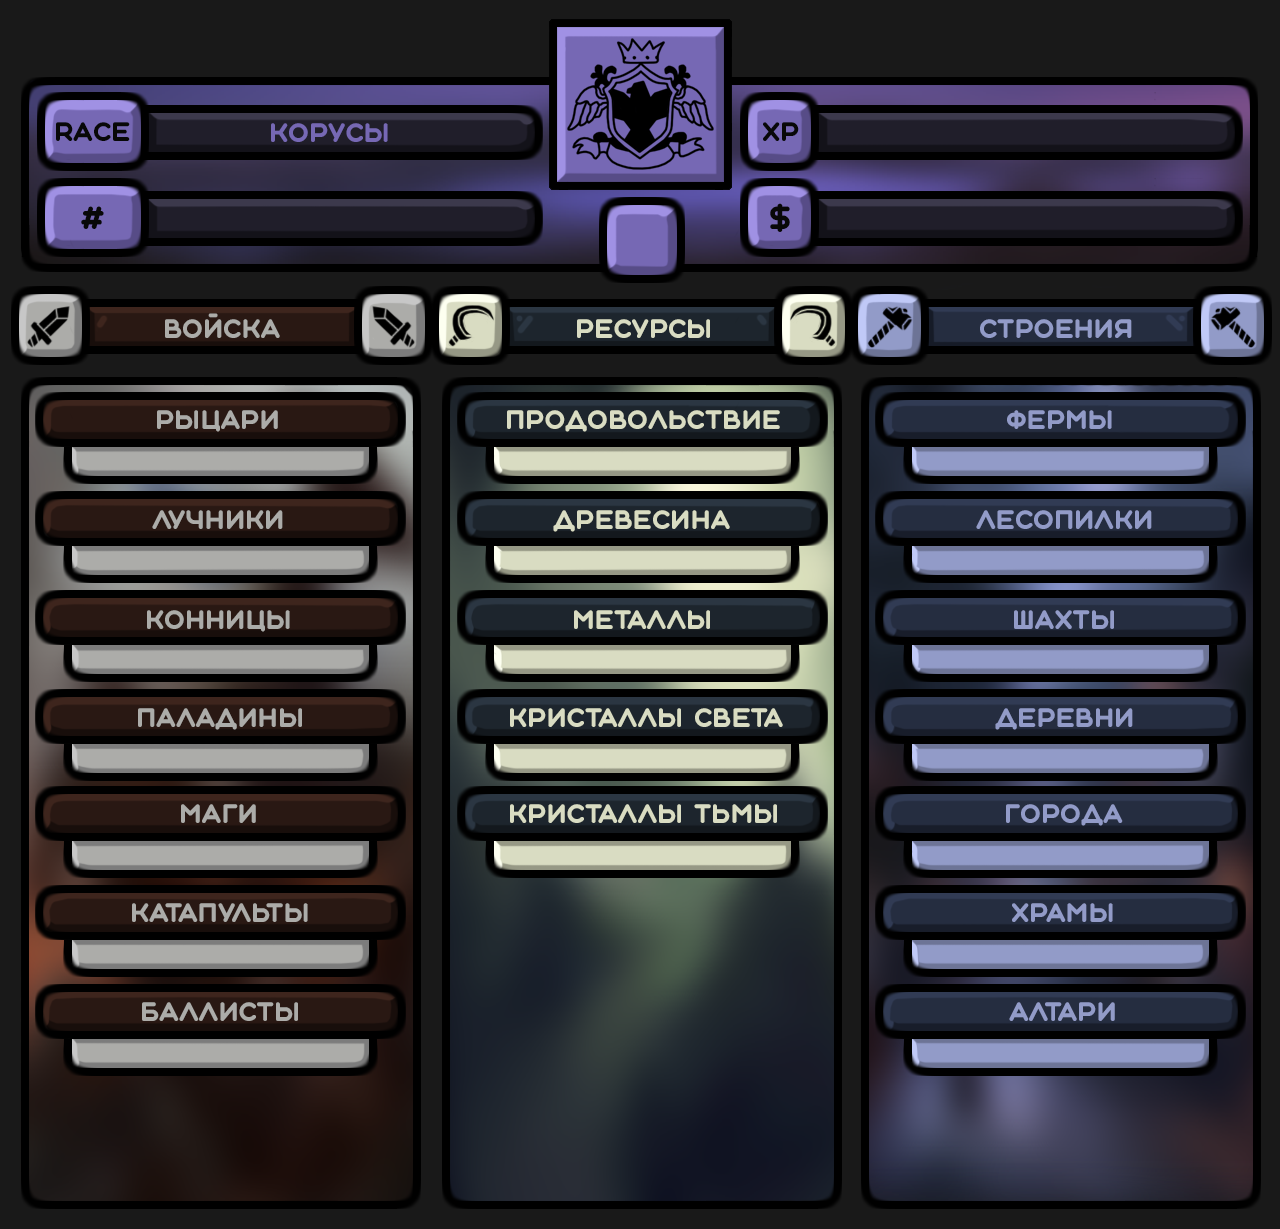 RACE КОРУСЫ
XP
#
$
ВОЙСКА
РЕСУРСЫ
СТРОЕНИЯ
РЫЦАРИ
ЛУЧНИКИ
КОННИЦЫ
ПАЛАДИНЫ
МАГИ
КАТАПУЛЬТЫ
БАЛЛИСТЫ
ПРОДОВОЛЬСТВИЕ
ДРЕВЕСИНА
МЕТАЛЛЫ
КРИСТАЛЛЫ СВЕТА
КРИСТАЛЛЫ ТЬМЫ
ФЕРМЫ
ЛЕСОПИЛКИ
ШАХТЫ
ДЕРЕВНИ
ГОРОДА
ХРАМЫ
АЛТАРИ